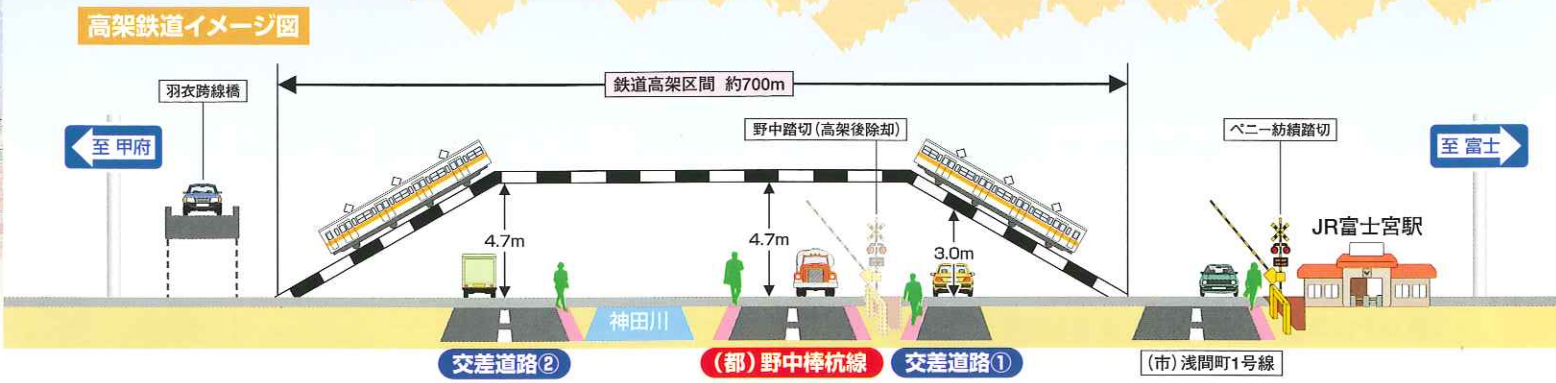 高架鉄道イメージ図
鉄道高架区間 約700m
羽衣跨線橋
野中踏切(高架後除却)
ペニー紡績踏切
至 甲府
至 富士
JR富士宮駅
4.7m
4.7m
3.0m
神田川
交差道路②
(都)野中棒杭線
交差道路①
(市)浅間町1号線